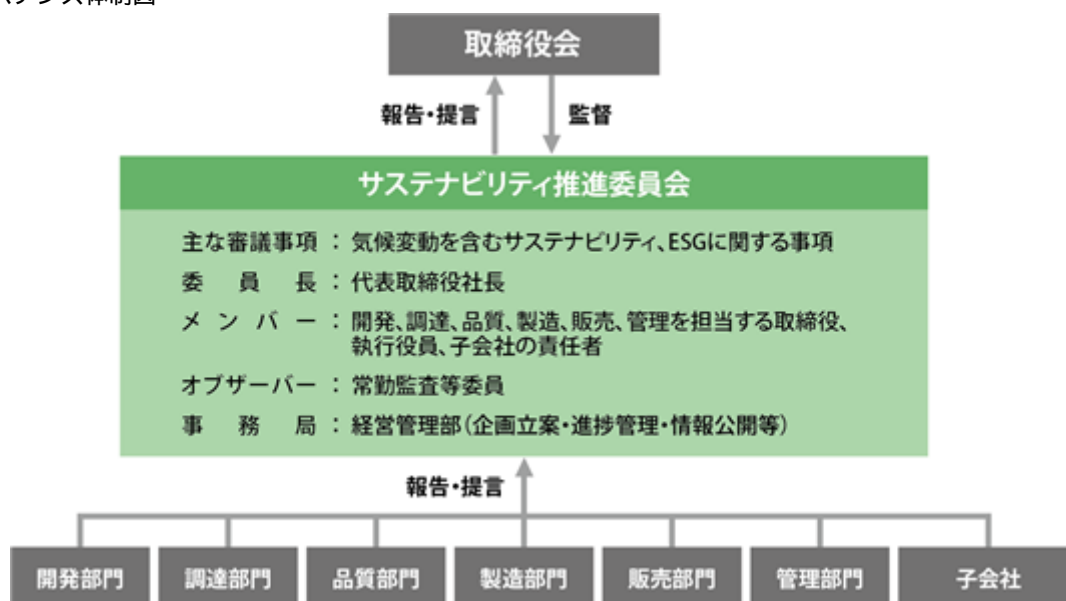 ナンス体制図
取締役会
報告・提言
監督
サステナビリティ推進委員会
主な審議事項：気候変動を含むサステナビリティ、ESGに関する事項
委員長：代表取締役社長
メンバー：開発、調達、品質、製造、販売、管理を担当する取締役、
執行役員、子会社の責任者
オブザーバー：常勤監査等委員
事務局：経営管理部（企画立案・進捗管理・情報公開等）
報告・提言
開発部門
調達部門
品質部門
製造部門
販売部門
管理部門
子会社